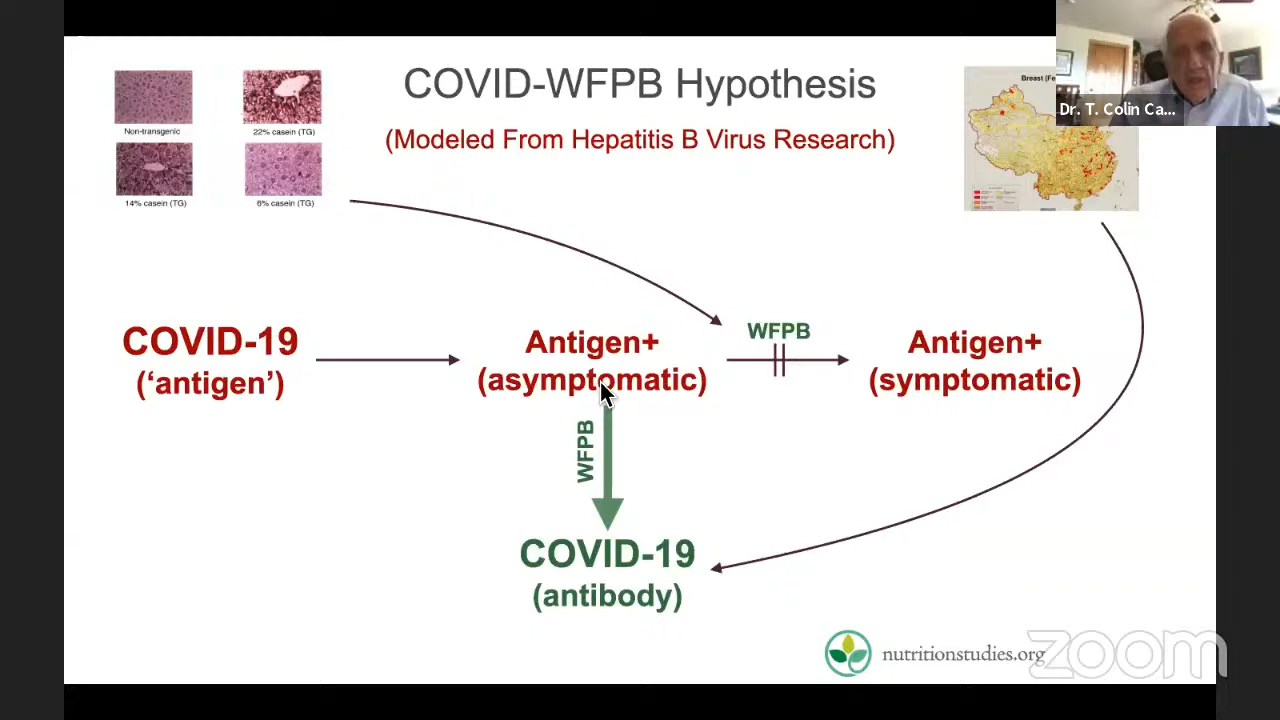 COVID-WFPB Hypothesis
(Modeled From Hepatitis B Virus Research)
Non-transgenic
22% casein (TG)
14% casein (TG)
6% casein (TG)
Breast (Fe
Dr. T. Colin Ca...
COVID-19
(‘antigen’)
Antigen+
(asymptomatic)
WFPB
Antigen+
(symptomatic)
WFPB
COVID-19
(antibody)
nutritionstudies.org
zoom